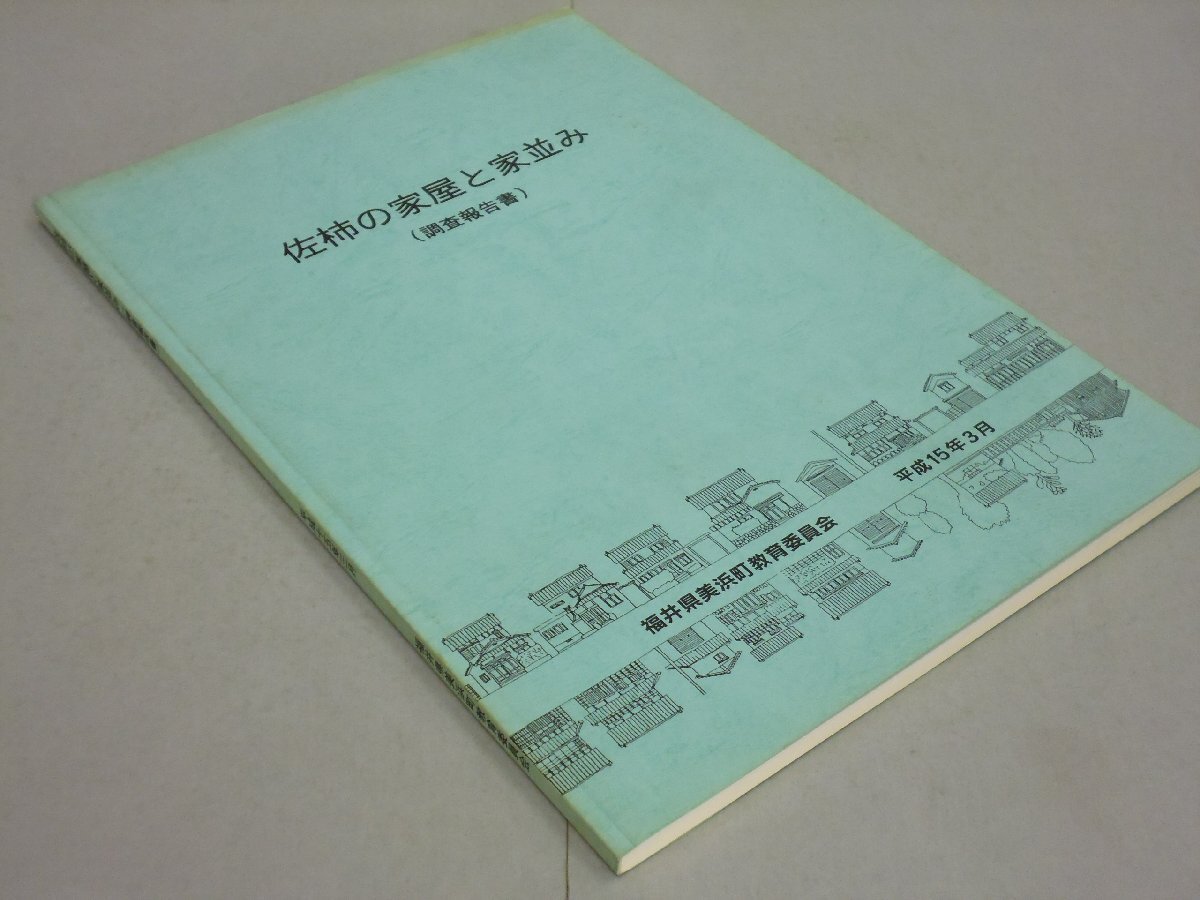 佐柿の家屋と家並み
（調査報告書）
平成15年3月
福井県美浜町教育委員会